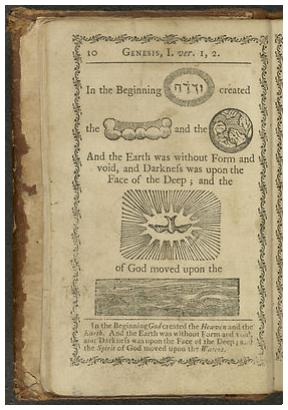 10 GENESIS, I. ver. 1, 2.
In the Beginning יהוה created
the and the
And the Earth was without Form and
void, and Darkneſs was upon the
Face of the Deep ; and the
of God moved upon the
In the Beginning God created the Heaven and the
Earth. And the Earth was without Form and void,
and Darkneſs was upon the Face of the Deep ; and
the Spirit of God moved upon the Waters.